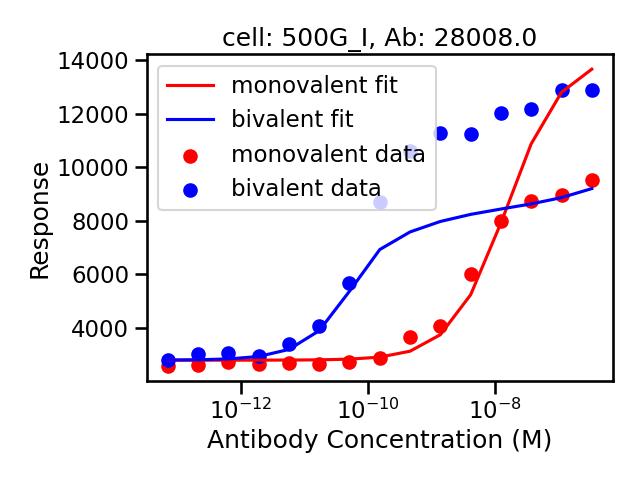 cell: 500G_I, Ab: 28008.0
14000
12000
10000
8000
6000
4000
Response
monovalent fit
bivalent fit
monovalent data
bivalent data
10⁻¹²
10⁻¹⁰
10⁻⁸
Antibody Concentration (M)